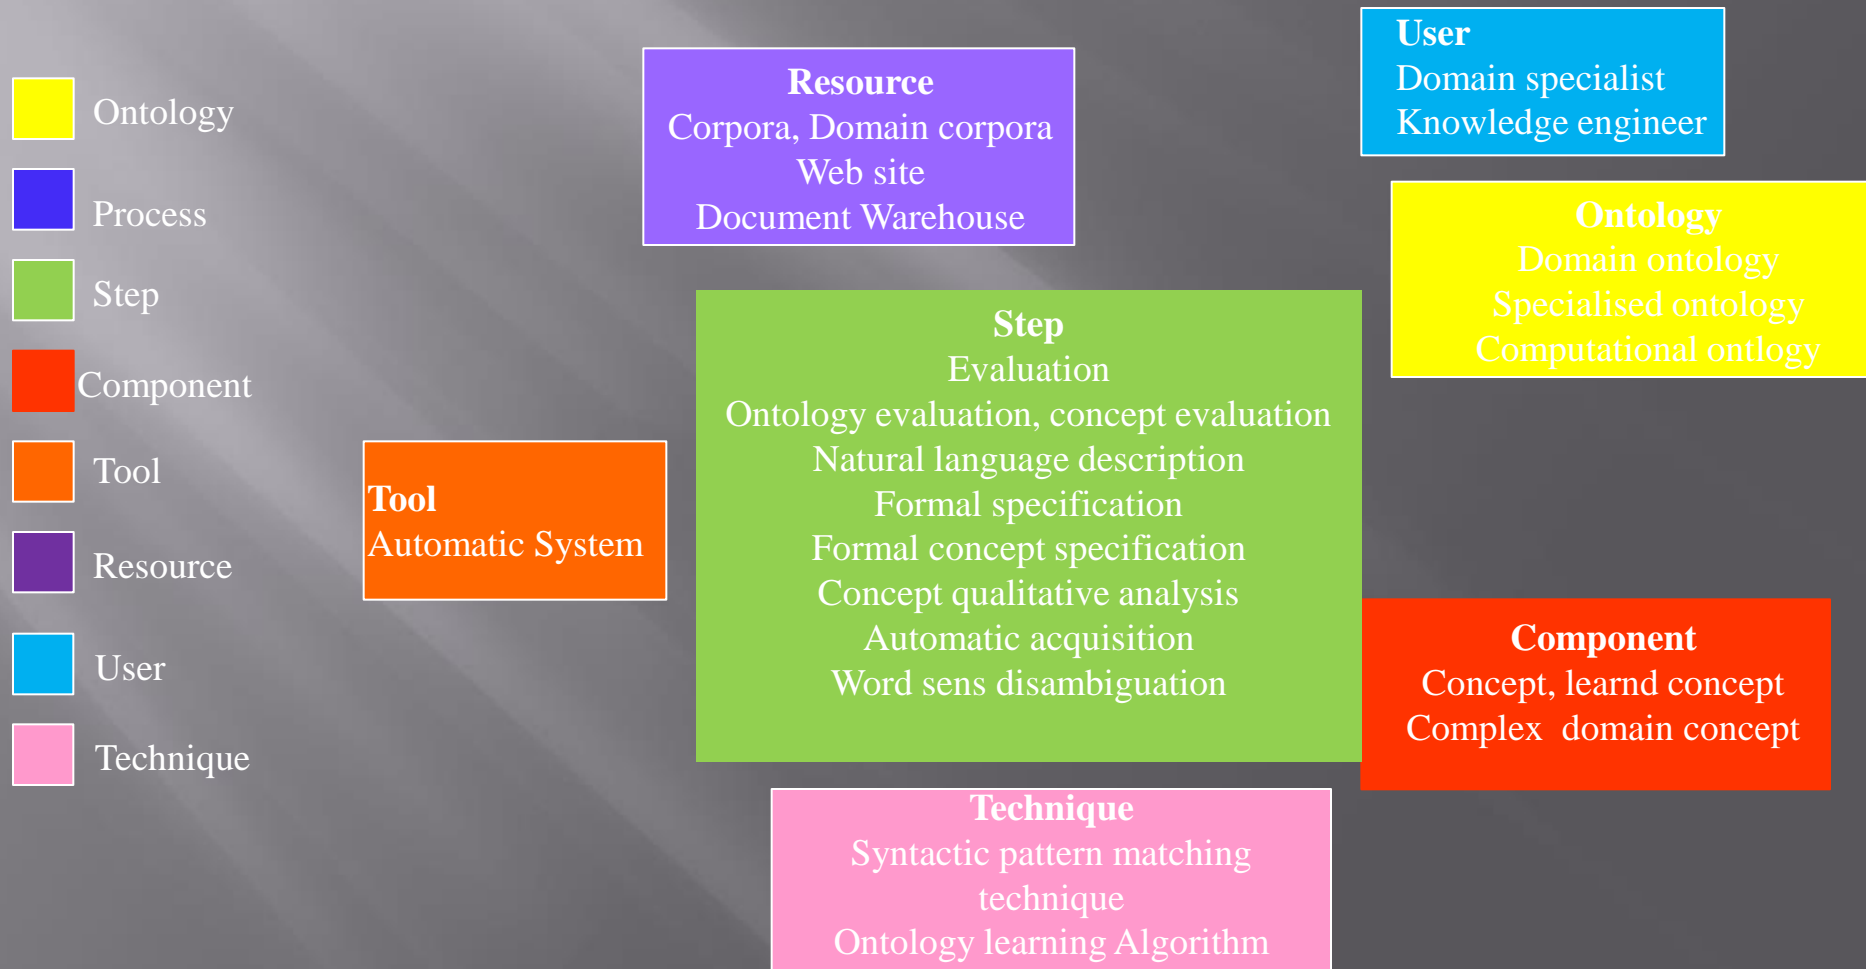 Ontology
Process
Step
Component
Tool
Resource
User
Technique
Resource
Corpora, Domain corpora
Web site
Document Warehouse
User
Domain specialist
Knowledge engineer
Ontology
Domain ontology
Specialised ontology
Computational ontlogy
Step
Evaluation
Ontology evaluation, concept evaluation
Natural language description
Formal specification
Formal concept specification
Concept qualitative analysis
Automatic acquisition
Word sens disambiguation
Tool
Automatic System
Component
Concept, learnd concept
Complex domain concept
Technique
Syntactic pattern matching
technique
Ontology learning Algorithm